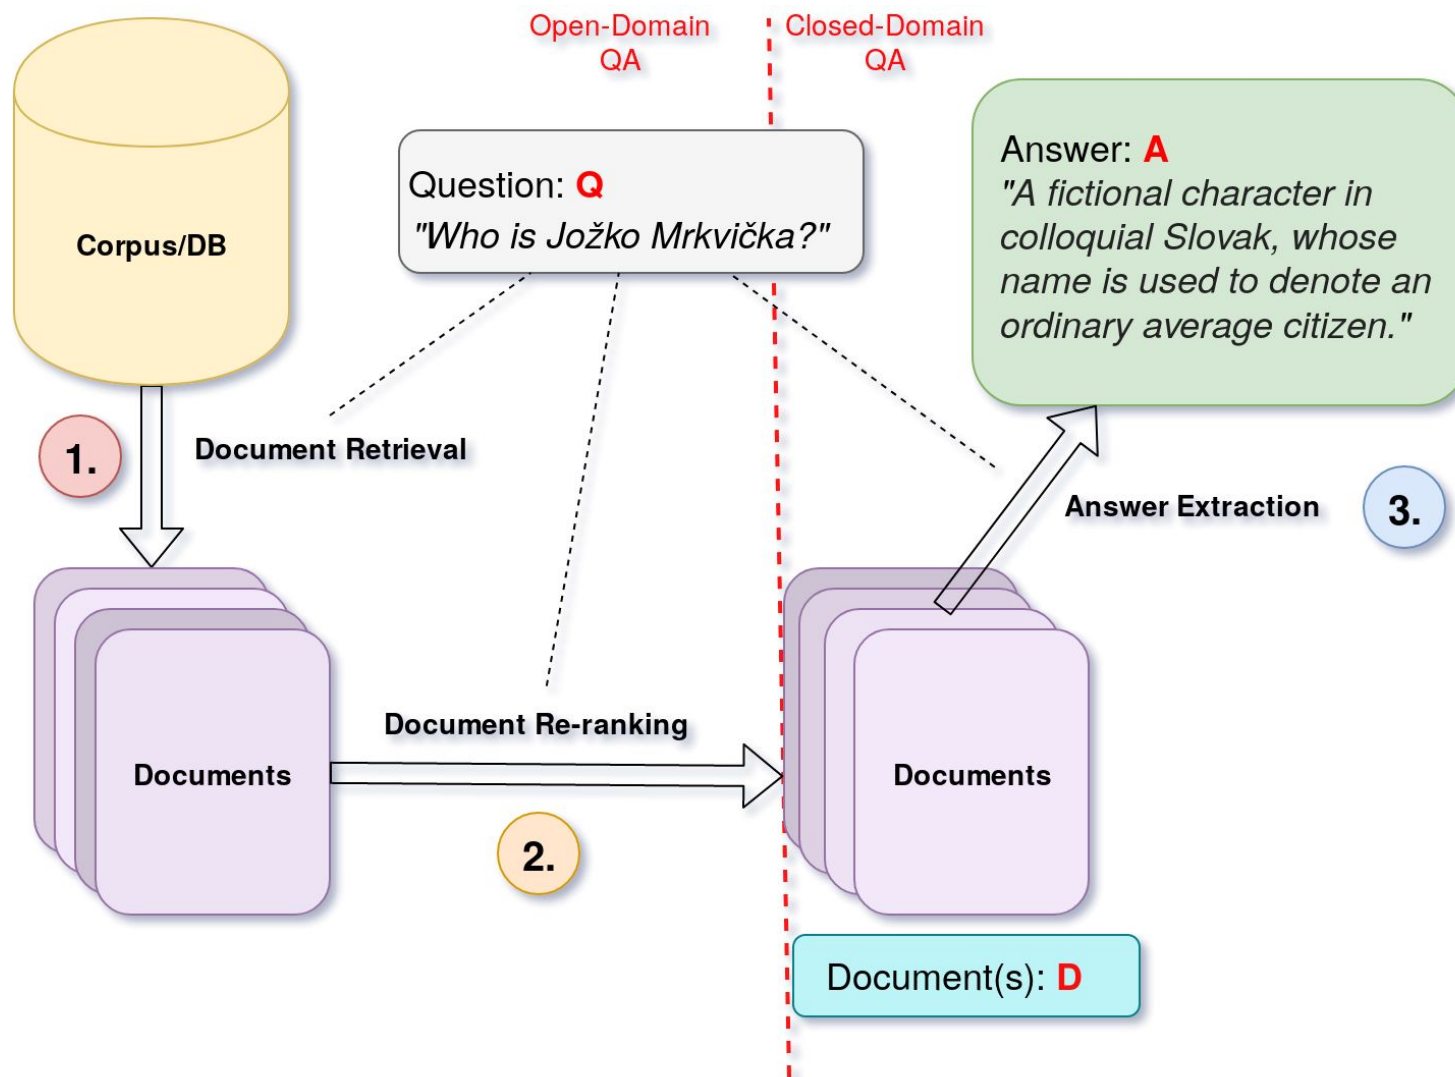 Open-Domain
QA
Closed-Domain
QA
Corpus/DB
Question: Q
"Who is Jožko Mrkvička?"
Answer: A
"A fictional character in
colloquial Slovak, whose
name is used to denote an
ordinary average citizen."
1.
Document Retrieval
Answer Extraction
3.
Document Re-ranking
Documents
Documents
2.
Document(s): D